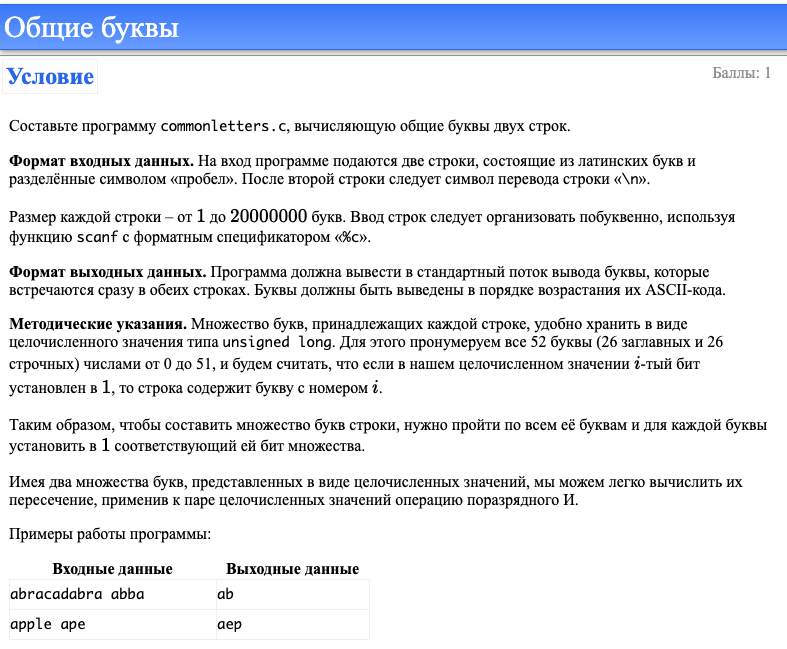 Общие буквы
Условие
Баллы: 1
Составьте программу commonletters.c, вычисляющую общие буквы двух строк.
Формат входных данных. На вход программе подаются две строки, состоящие из латинских букв и
разделённые символом «пробел». После второй строки следует символ перевода строки «\n».
Размер каждой строки – от 1 до 20000000 букв. Ввод строк следует организовать побуквенно, используя
функцию scanf с форматным спецификатором «%c».
Формат выходных данных. Программа должна вывести в стандартный поток вывода буквы, которые
встречаются сразу в обеих строках. Буквы должны быть выведены в порядке возрастания их ASCII-кода.
Методические указания. Множество букв, принадлежащих каждой строке, удобно хранить в виде
целочисленного значения типа unsigned long. Для этого пронумеруем все 52 буквы (26 заглавных и 26
строчных) числами от 0 до 51, и будем считать, что если в нашем целочисленном значении i-тый бит
установлен в 1, то строка содержит букву с номером i.
Таким образом, чтобы составить множество букв строки, нужно пройти по всем её буквам и для каждой буквы
установить в 1 соответствующий ей бит множества.
Имея два множества букв, представленных в виде целочисленных значений, мы можем легко вычислить их
пересечение, применив к паре целочисленных значений операцию поразрядного И.
Примеры работы программы:
Входные данные Выходные данные
abracadabra abba ab
apple ape aep